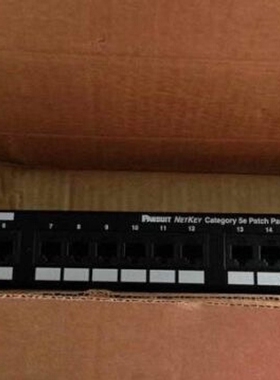 PANDUIT NETKEY Category 5e Patch Pa
6 7 8 9 10 11 12 13 14